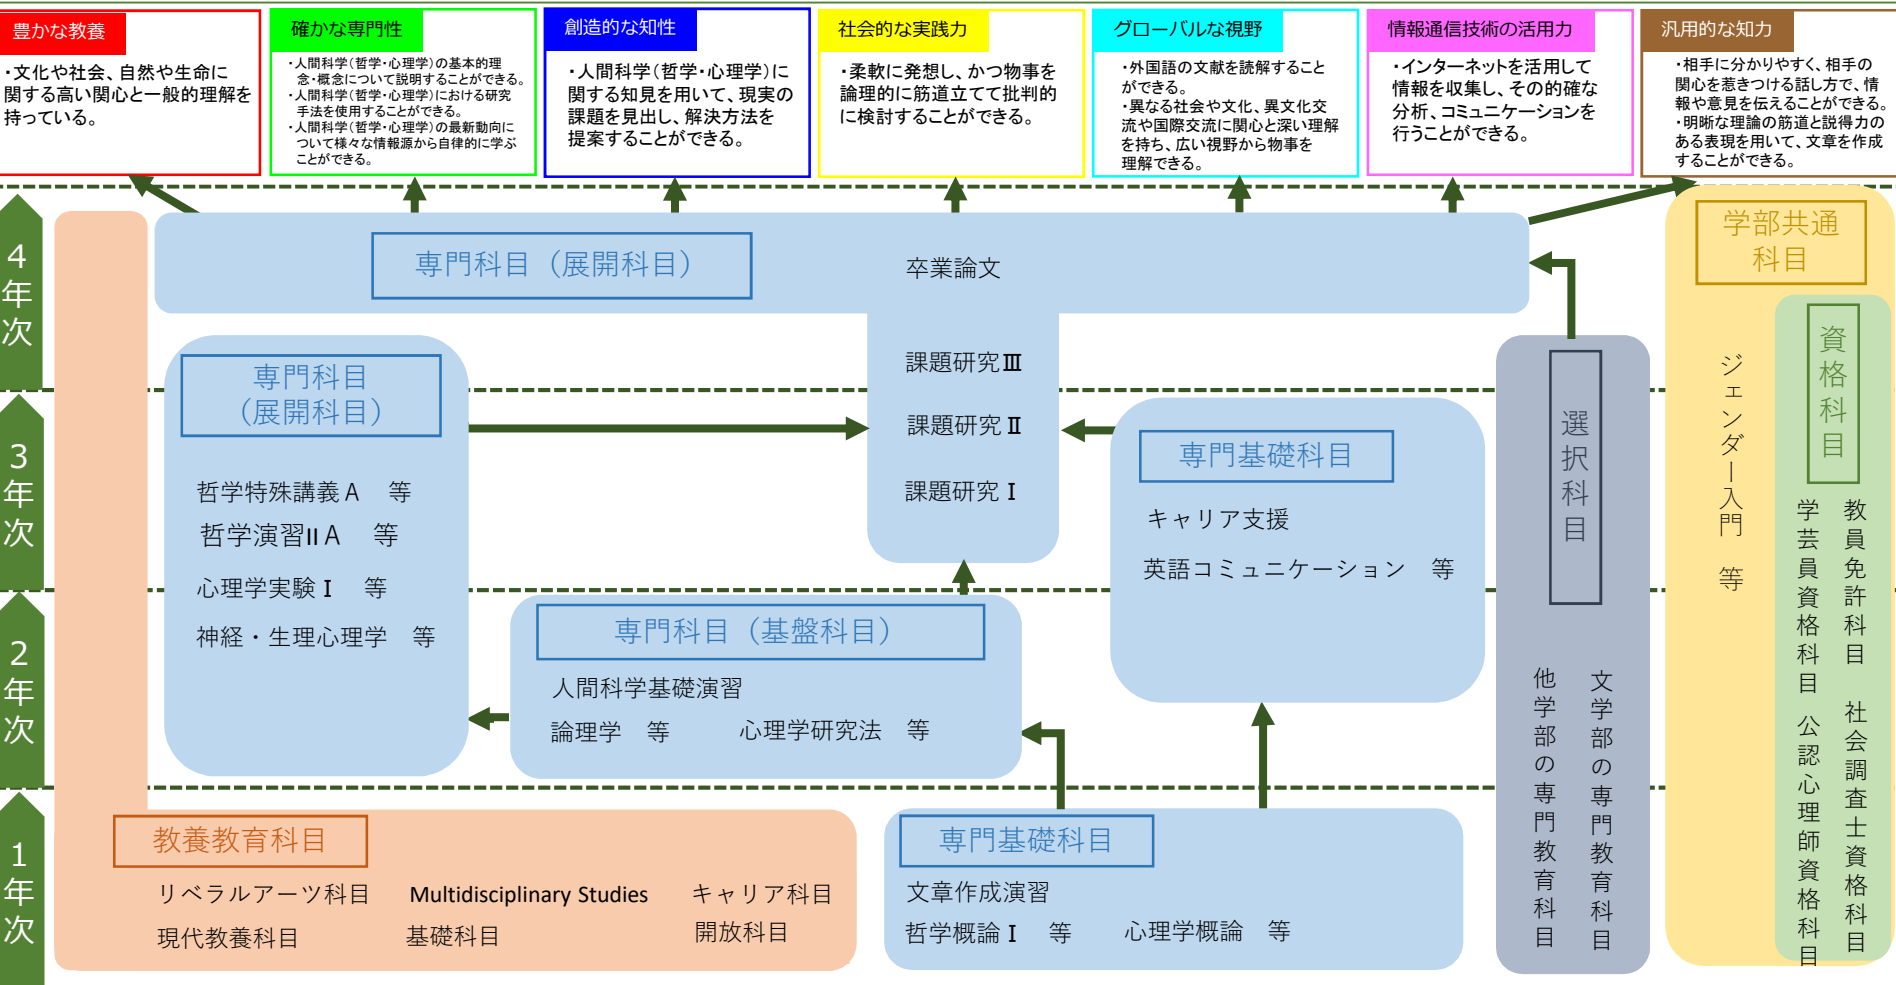 豊かな教養
・文化や社会、自然や生命に
関する高い関心と一般的理解を
持っている。
確かな専門性
・人間科学(哲学・心理学)の基本的理
念・概念について説明することができる。
・人間科学(哲学・心理学)における研究
手法を使用することができる。
・人間科学(哲学・心理学)の最新動向に
ついて様々な情報源から自律的に学ぶ
ことができる。
創造的な知性
・人間科学(哲学・心理学)に
関する知見を用いて、現実の
課題を見出し、解決方法を
提案することができる。
社会的な実践力
・柔軟に発想し、かつ物事を
論理的に筋道立てて批判的
に検討することができる。
グローバルな視野
・外国語の文献を読解すること
ができる。
・異なる社会や文化、異文化交
流や国際交流に関心と深い理解
を持ち、広い視野から物事を
理解できる。
情報通信技術の活用力
・インターネットを活用して
情報を収集し、その的確な
分析、コミュニケーションを
行うことができる。
汎用的な知力
・相手に分かりやすく、相手の
関心を惹きつける話し方で、情
報や意見を伝えることができる。
・明晰な理論の筋道と説得力の
ある表現を用いて、文章を作成
することができる。
4年次
専門科目（展開科目）
卒業論文
課題研究Ⅲ
課題研究Ⅱ
課題研究Ⅰ
3年次
専門科目
（展開科目）
哲学特殊講義A　等
哲学演習ⅡA　等
心理学実験Ⅰ　等
神経・生理心理学　等
専門基礎科目
キャリア支援
英語コミュニケーション　等
2年次
専門科目（基盤科目）
人間科学基礎演習
論理学　等
心理学研究法　等
1年次
教養教育科目
リベラルアーツ科目
Multidisciplinary Studies
キャリア科目
現代教養科目
基礎科目
開放科目
専門基礎科目
文章作成演習
哲学概論Ⅰ　等
心理学概論　等
選択科目
文学部の専門教育科目
他学部の専門教育科目
学部共通
科目
ジェンダー入門　等
資格科目
教員免許科目　社会調査士資格科目
学芸員資格科目　公認心理師資格科目